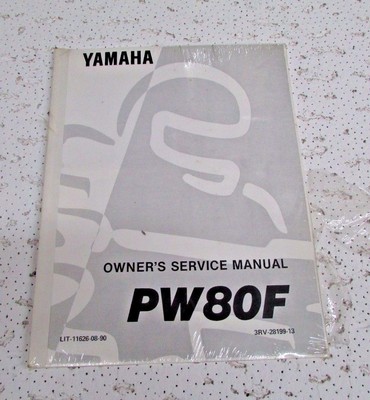 YAMAHA
OWNER'S SERVICE MANUAL
PW80F
LIT-11626-08-90
3RV-28199-13